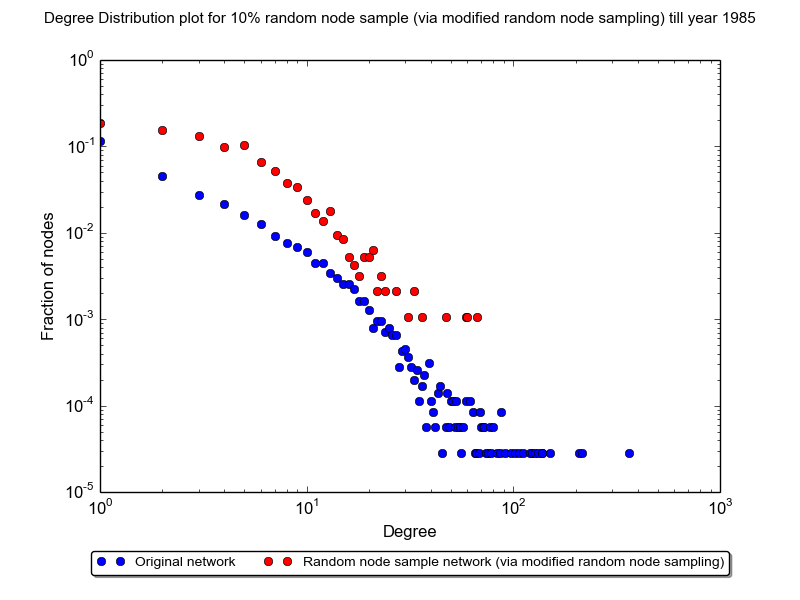 Degree Distribution plot for 10% random node sample (via modified random node sampling) till year 1985
10^0
10^-1
10^-2
10^-3
10^-4
10^-5
Fraction of nodes
10^0 10^1 10^2 10^3
Degree
Original network Random node sample network (via modified random node sampling)